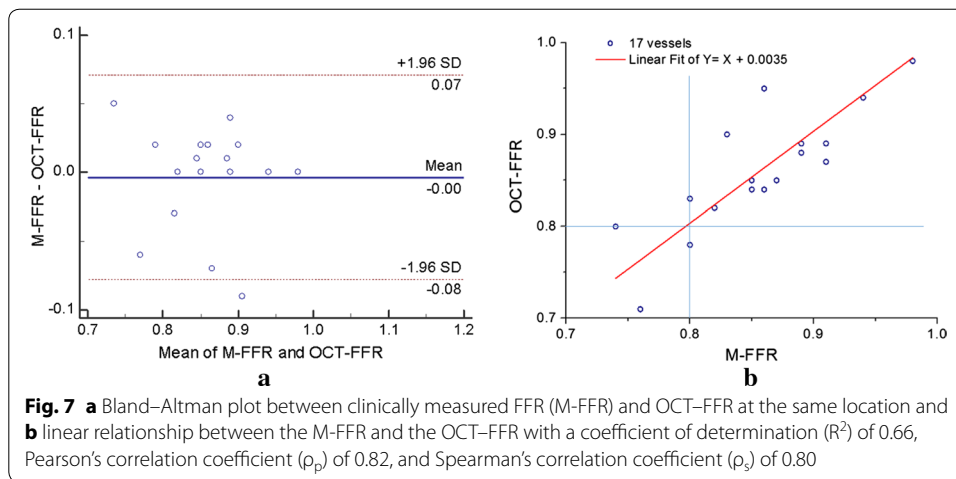 0.1
0.0
-0.1
M-FFR - OCT-FFR
+1.96 SD
0.07
Mean
-0.00
-1.96 SD
-0.08
0.7 0.8 0.9 1.0 1.1 1.2
Mean of M-FFR and OCT-FFR
a
b
17 vessels
Linear Fit of Y= X + 0.0035
1.0
0.9
0.8
0.7
OCT-FFR
0.7 0.8 0.9 1.0
M-FFR
b
Fig. 7 a Bland–Altman plot between clinically measured FFR (M-FFR) and OCT–FFR at the same location and
b linear relationship between the M-FFR and the OCT–FFR with a coefficient of determination (R²) of 0.66,
Pearson's correlation coefficient (ρp) of 0.82, and Spearman's correlation coefficient (ρs) of 0.80